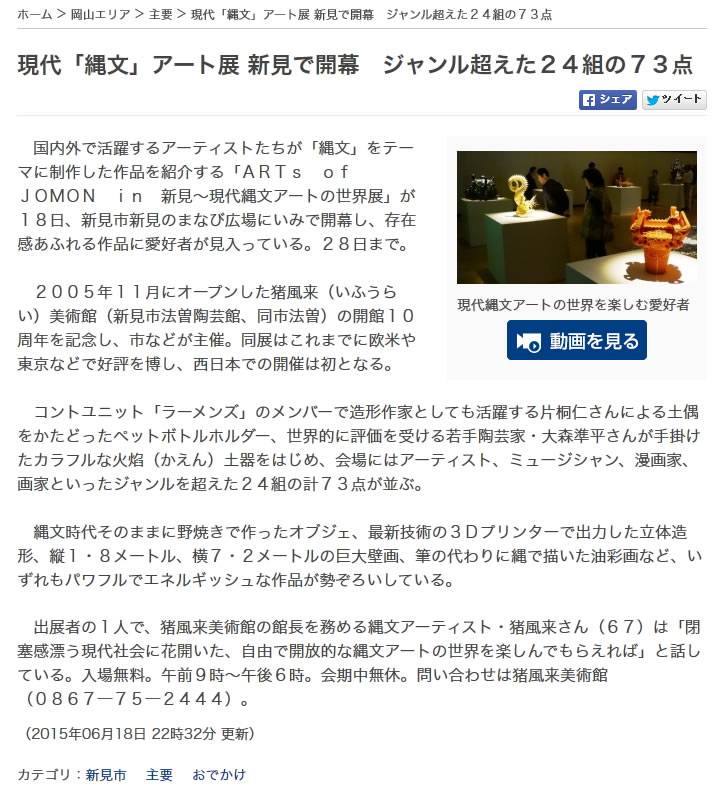 ホーム > 岡山エリア > 主要 > 現代「縄文」アート展 新見で開幕　ジャンル超えた２４組の７３点
現代「縄文」アート展 新見で開幕　ジャンル超えた２４組の７３点
シェア ツイート
　国内外で活躍するアーティストたちが「縄文」をテー
マに制作した作品を紹介する「ＡＲＴｓ　ｏｆ
ＪＯＭＯＮ　ｉｎ　新見～現代縄文アートの世界展」が
１８日、新見市新見のまなび広場にいみで開幕し、存在
感あふれる作品に愛好者が見入っている。２８日まで。
　２００５年１１月にオープンした猪風来（いふうら
い）美術館（新見市法曽陶芸館、同市法曽）の開館１０
周年を記念し、市などが主催。同展はこれまでに欧米や
東京などで好評を博し、西日本での開催は初となる。
現代縄文アートの世界を楽しむ愛好者
動画を見る
　コントユニット「ラーメンズ」のメンバーで造形作家としても活躍する片桐仁さんによる土偶
をかたどったペットボトルホルダー、世界的に評価を受ける若手陶芸家・大森準平さんが手掛け
たカラフルな火焔（かえん）土器をはじめ、会場にはアーティスト、ミュージシャン、漫画家、
画家といったジャンルを超えた２４組の計７３点が並ぶ。
　縄文時代そのままに野焼きで作ったオブジェ、最新技術の３Ｄプリンターで出力した立体造
形、縦１・８メートル、横７・２メートルの巨大壁画、筆の代わりに縄で描いた油彩画など、い
ずれもパワフルでエネルギッシュな作品が勢ぞろいしている。
　出展者の１人で、猪風来美術館の館長を務める縄文アーティスト・猪風来さん（６７）は「閉
塞感漂う現代社会に花開いた、自由で開放的な縄文アートの世界を楽しんでもらえれば」と話し
ている。入場無料。午前９時～午後６時。会期中無休。問い合わせは猪風来美術館
（０８６７―７５―２４４４）。
（2015年06月18日 22時32分 更新）
カテゴリ：新見市　主要　おでかけ